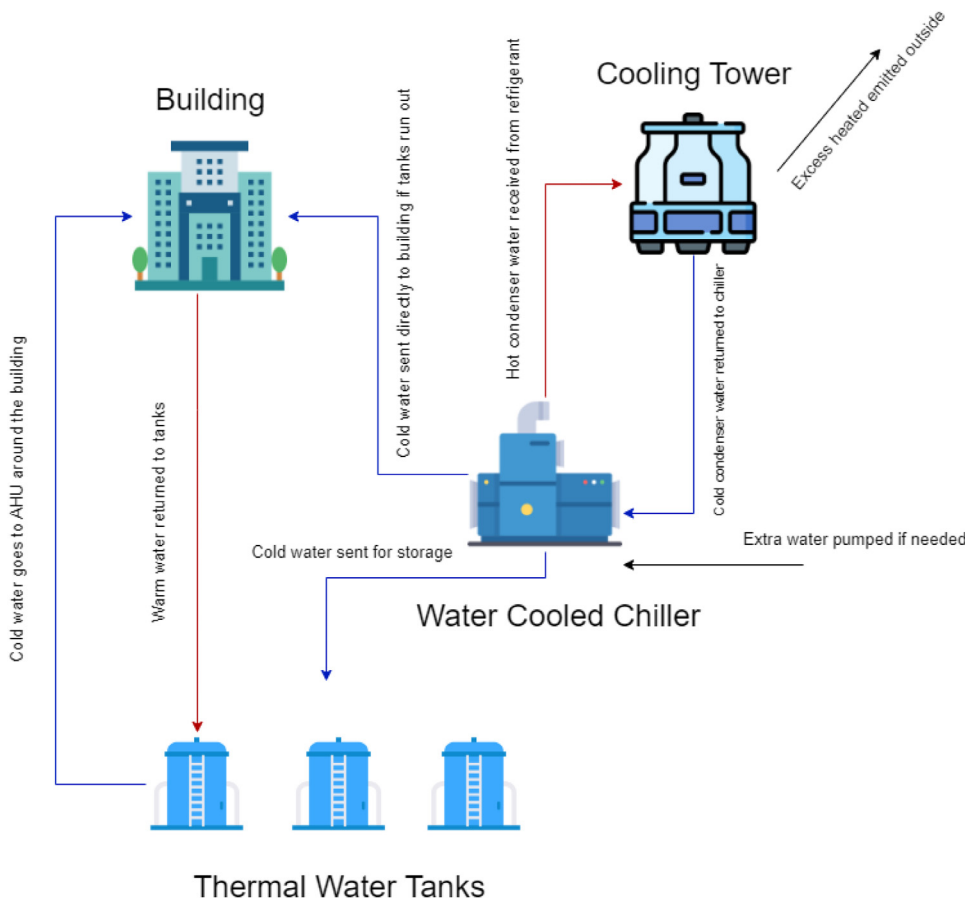 Building
Cooling Tower
Excess heated emitted outside
Hot condenser water received from refrigerant
Cold water sent directly to building if tanks run out
Cold condenser water returned to chiller
Cold water goes to AHU around the building
Warm water returned to tanks
Cold water sent for storage
Extra water pumped if needed
Water Cooled Chiller
Thermal Water Tanks